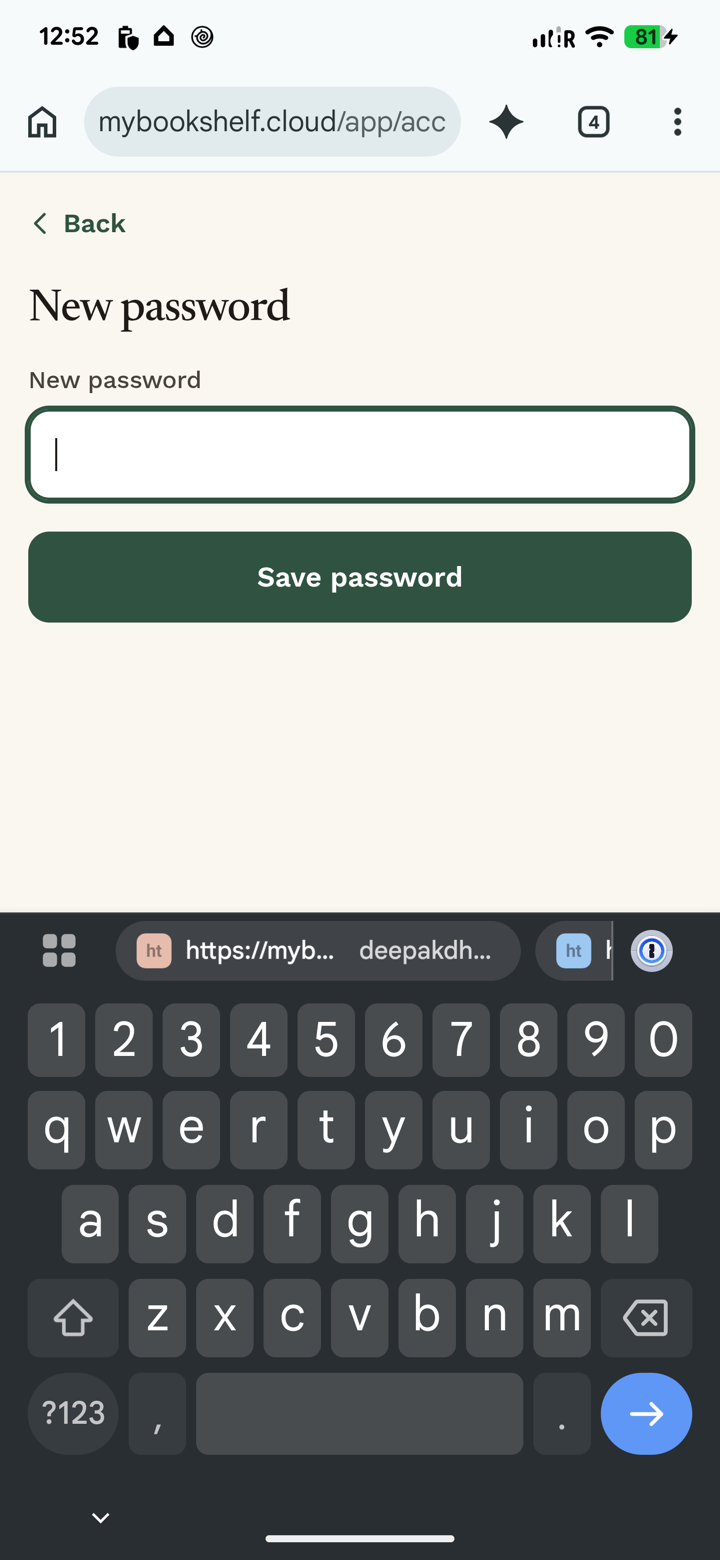 12:52
R 81
mybookshelf.cloud/app/acc 4
Back
New password
New password
Save password
ht https://myb... deepakdh... ht
1 2 3 4 5 6 7 8 9 0
q w e r t y u i o p
a s d f g h j k l
z x c v b n m
?123 , .